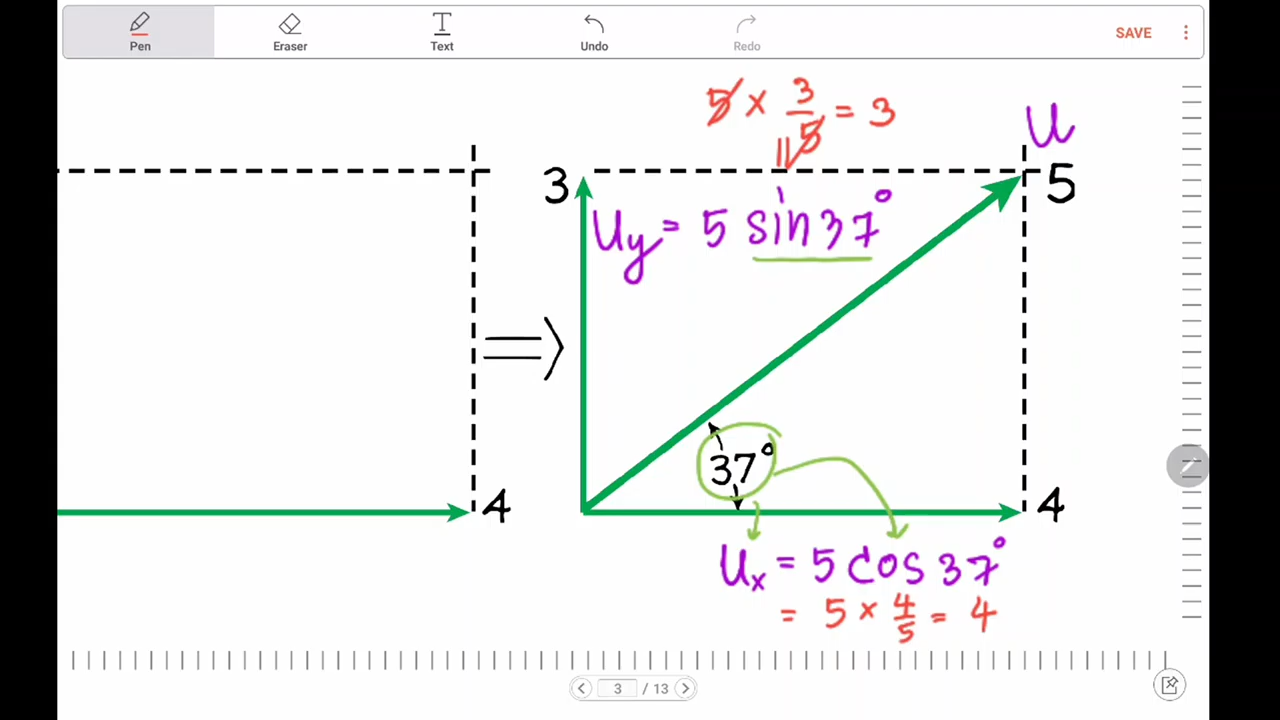 Pen Eraser Text Undo Redo SAVE
5 × 3/5 = 3
U
3
5
Uy = 5 sin37°
=>
37°
4
4
Ux = 5 cos 37°
= 5 × 4/5 = 4
3 / 13